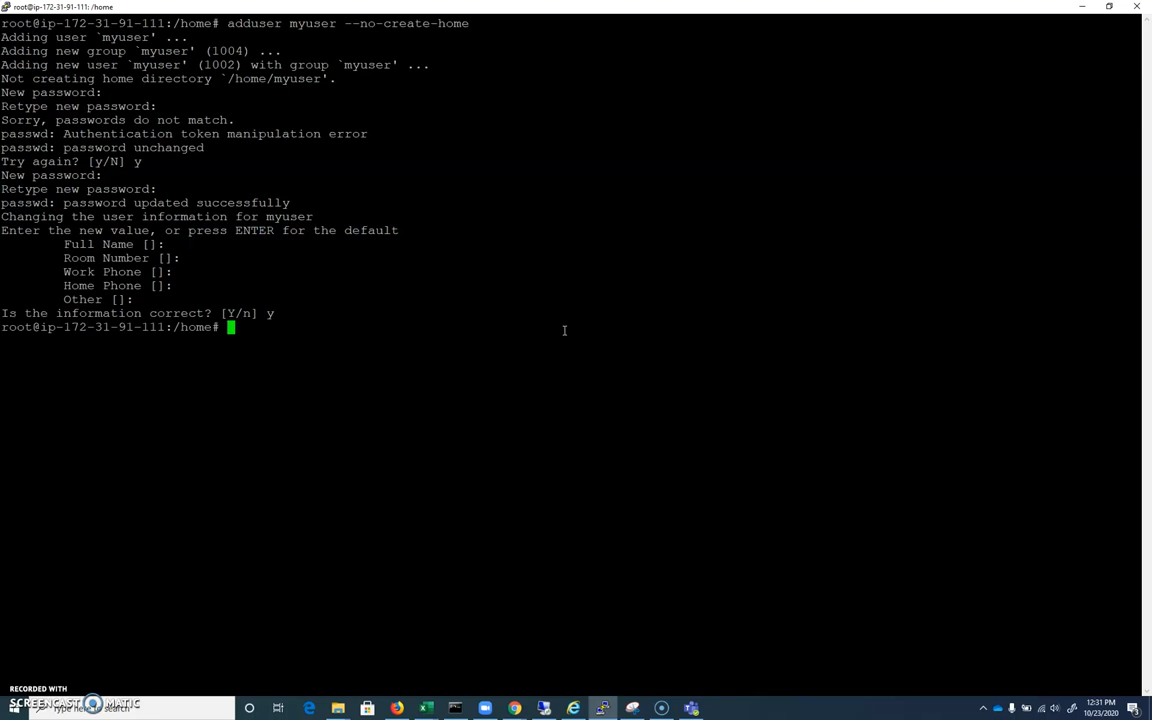 root@ip-172-31-91-111: /home
root@ip-172-31-91-111:/home# adduser myuser --no-create-home
Adding user `myuser' ...
Adding new group `myuser' (1004) ...
Adding new user `myuser' (1002) with group `myuser' ...
Not creating home directory `/home/myuser'.
New password:
Retype new password:
Sorry, passwords do not match.
passwd: Authentication token manipulation error
passwd: password unchanged
Try again? [y/N] y
New password:
Retype new password:
passwd: password updated successfully
Changing the user information for myuser
Enter the new value, or press ENTER for the default
Full Name []:
Room Number []:
Work Phone []:
Home Phone []:
Other []:
Is the information correct? [Y/n] y
root@ip-172-31-91-111:/home#
RECORDED WITH
SCREENCAST MATIC
Type here to search
12:31 PM
10/23/2020
3